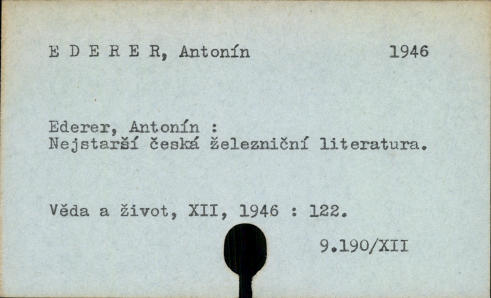 E D E R E R, Antonín 1946
Ederer, Antonín :
Nejstarší česká železniční literatura.
Věda a život, XII, 1946 : 122.
9.190/XII